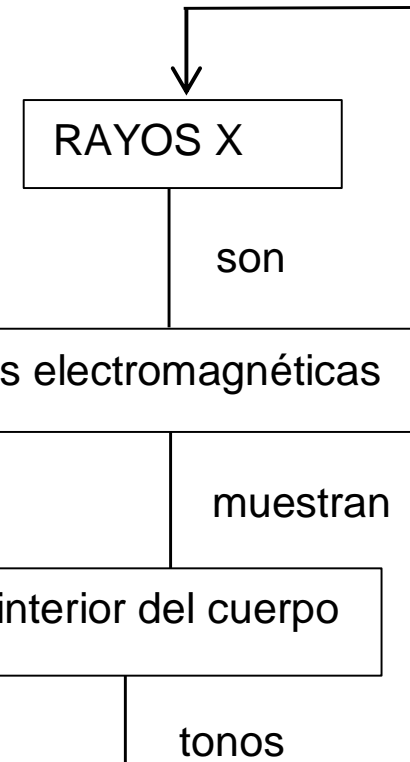 RAYOS X
son
s electromagnéticas
muestran
interior del cuerpo
tonos